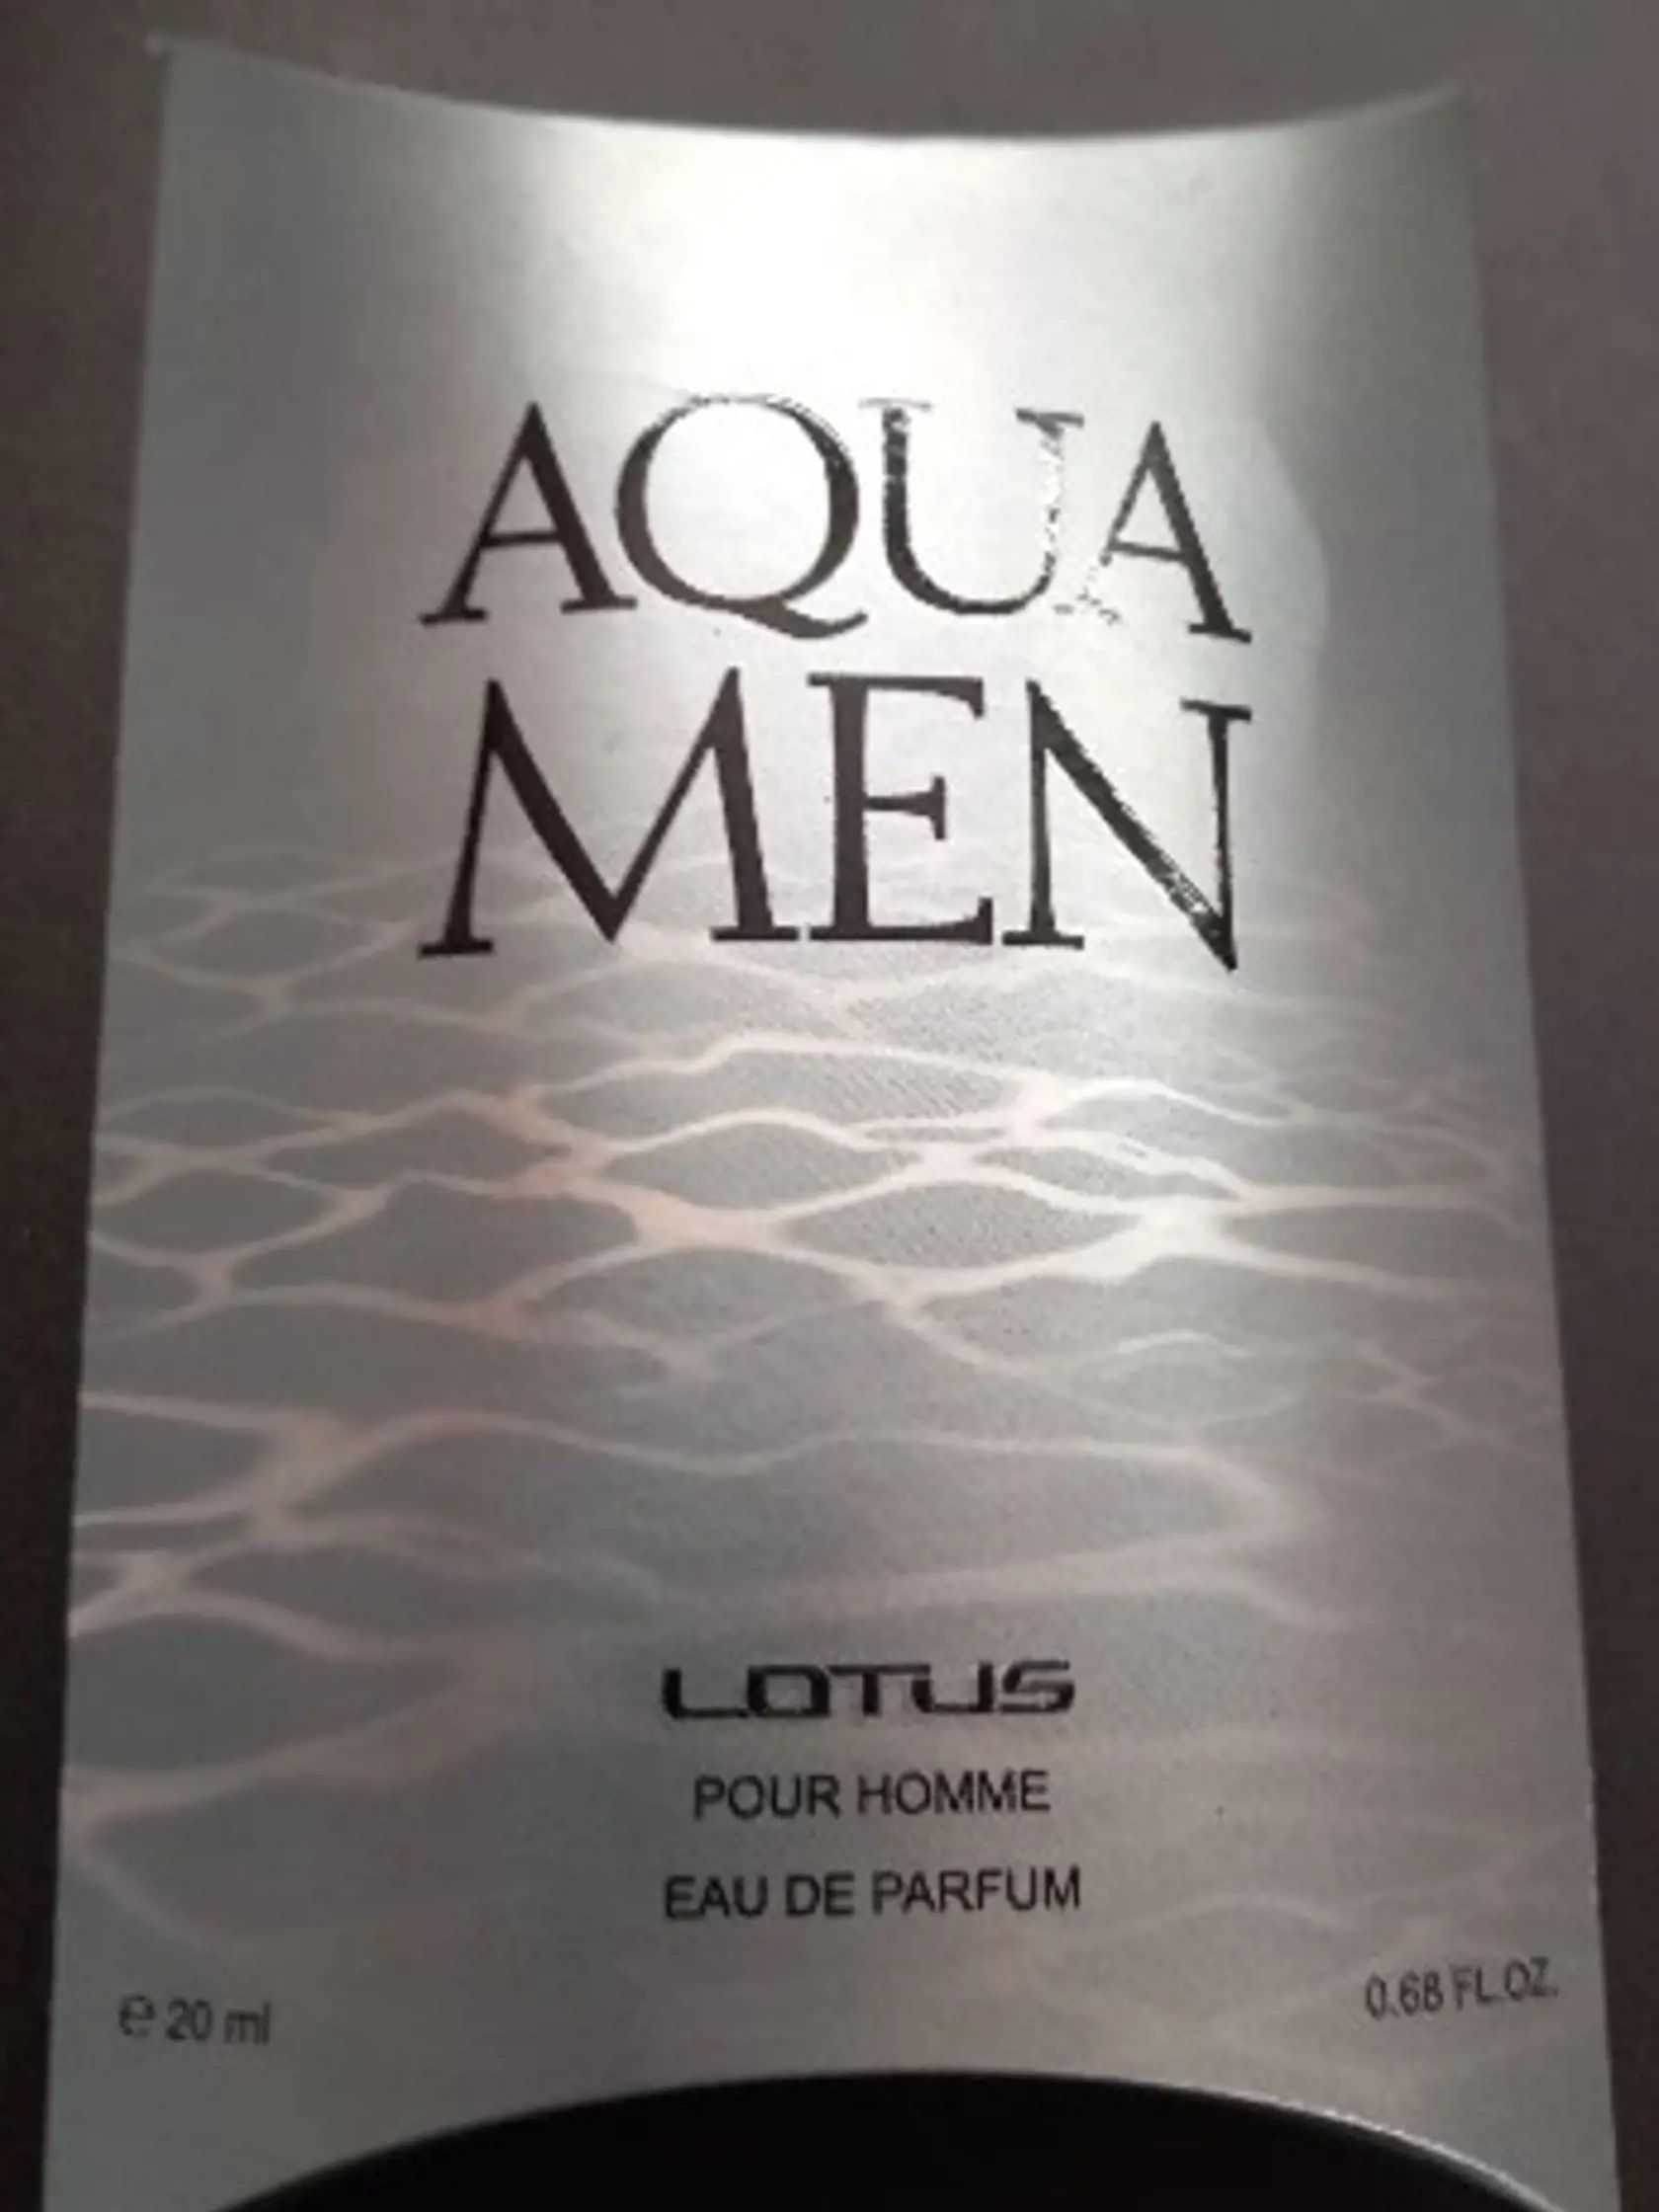 AQUA
MEN
LOTUS
POUR HOMME
EAU DE PARFUM
℮ 20 ml
0.68 FL.OZ.